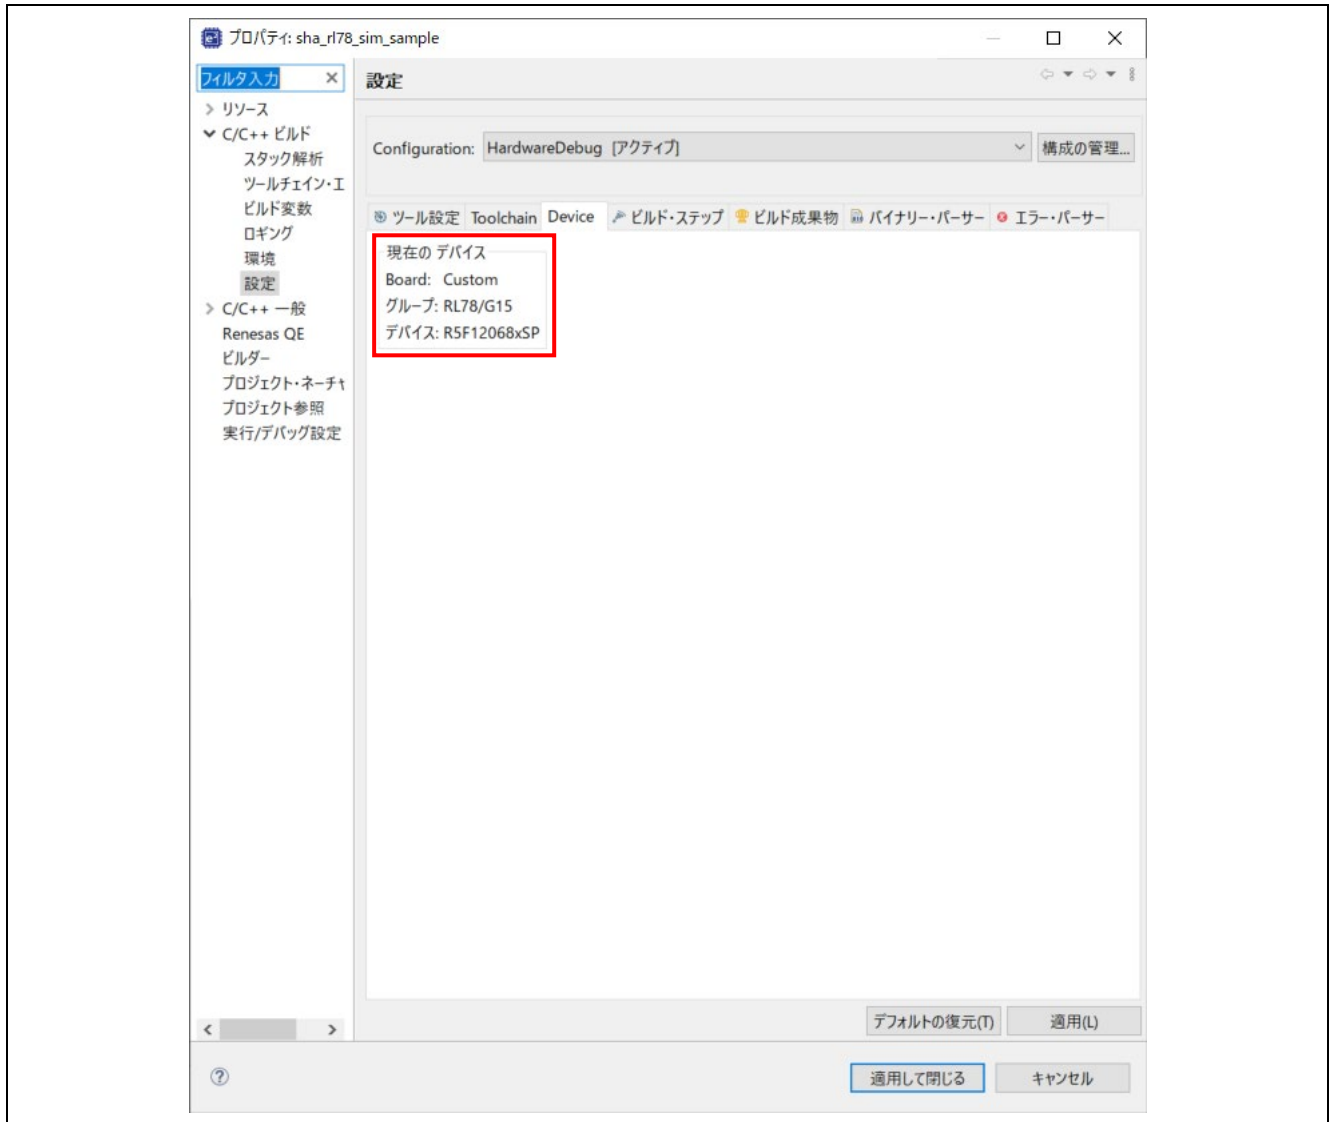 プロパティ: sha_rl78_sim_sample
フィルタ入力
設定
リソース
C/C++ ビルド
スタック解析
ツールチェイン・エ
ビルド変数
ロギング
環境
設定
C/C++ 一般
Renesas QE
ビルダー
プロジェクト・ネーチャ
プロジェクト参照
実行/デバッグ設定
Configuration: HardwareDebug [アクティブ] 構成の管理...
ツール設定 Toolchain Device ビルド・ステップ ビルド成果物 バイナリー・パーサー エラー・パーサー
現在の デバイス
Board: Custom
グループ: RL78/G15
デバイス: R5F12068xSP
デフォルトの復元(T) 適用(L)
適用して閉じる キャンセル